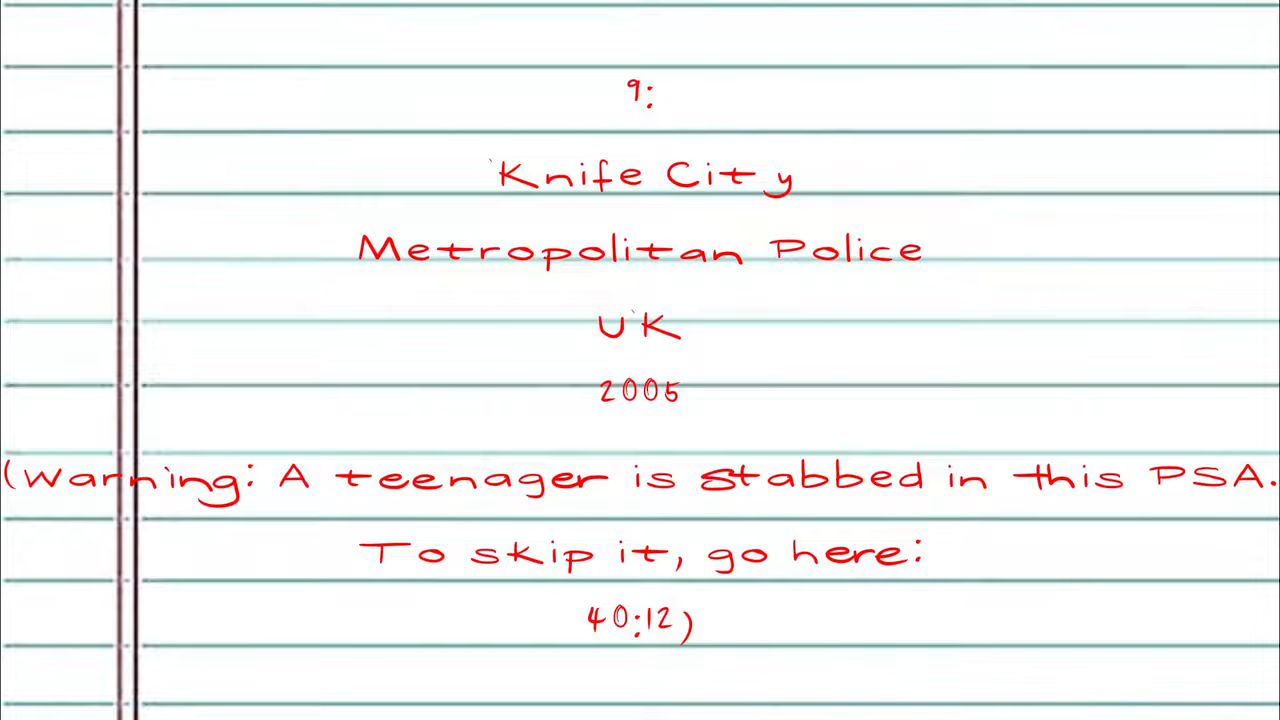 9:
Knife City
Metropolitan Police
UK
2005
(Warning: A teenager is stabbed in this PSA.
To skip it, go here:
40:12)